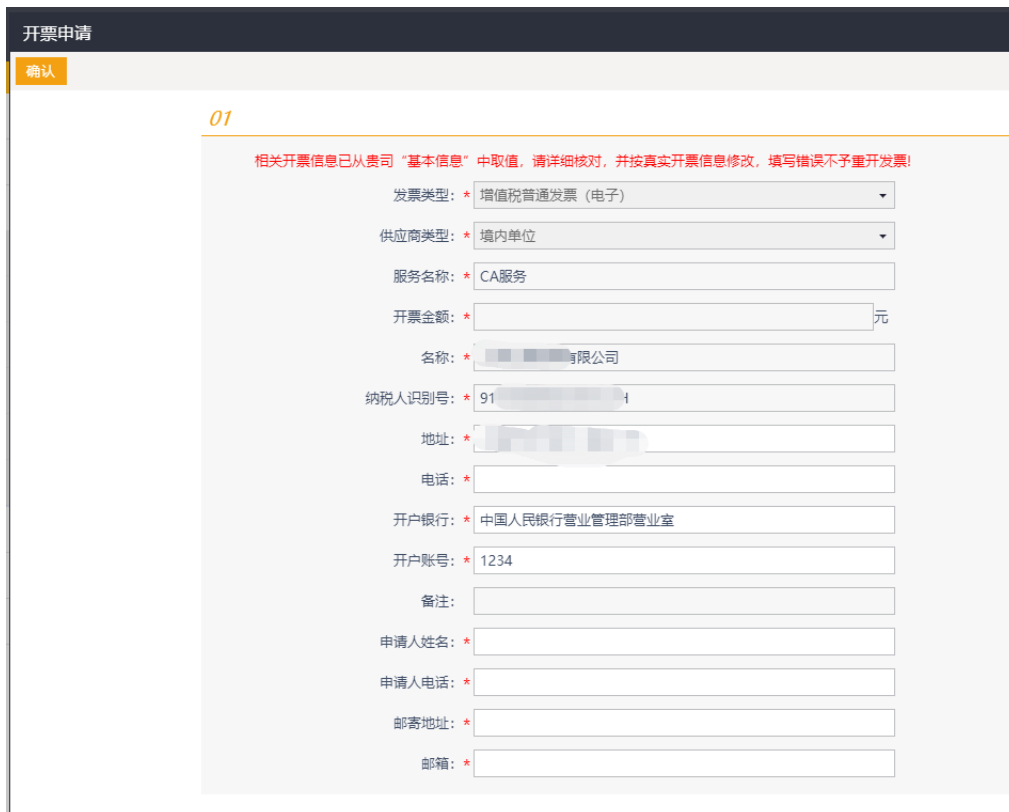 开票申请
确认
01
相关开票信息已从贵司“基本信息”中取值，请详细核对，并按真实开票信息修改，填写错误不予重开发票!
发票类型: * 增值税普通发票（电子）
供应商类型: * 境内单位
服务名称: * CA服务
开票金额: * 元
名称: * 有限公司
纳税人识别号: * 91 H
地址: *
电话: *
开户银行: * 中国人民银行营业管理部营业室
开户账号: * 1234
备注:
申请人姓名: *
申请人电话: *
邮寄地址: *
邮箱: *